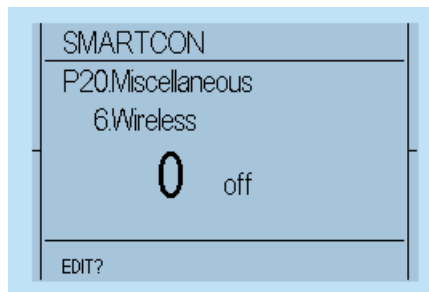 SMARTCON
P20.Miscellaneous
6.Wireless
0 off
EDIT?